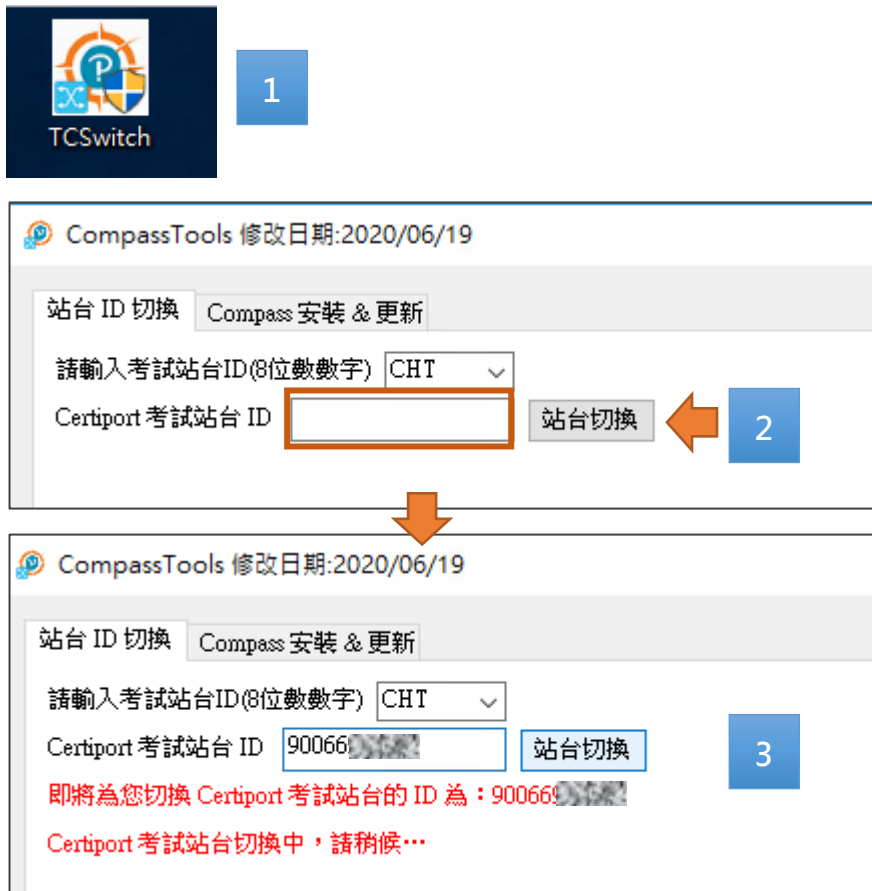 TCSwitch
1
CompassTools 修改日期:2020/06/19
站台 ID 切換 Compass 安裝 & 更新
請輸入考試站台ID(8位數數字) CHT
Certiport 考試站台 ID 站台切換
2
CompassTools 修改日期:2020/06/19
站台 ID 切換 Compass 安裝 & 更新
請輸入考試站台ID(8位數數字) CHT
Certiport 考試站台 ID 90066 站台切換
3
即將為您切換 Certiport 考試站台的 ID 為：90066
Certiport 考試站台切換中，請稍候…